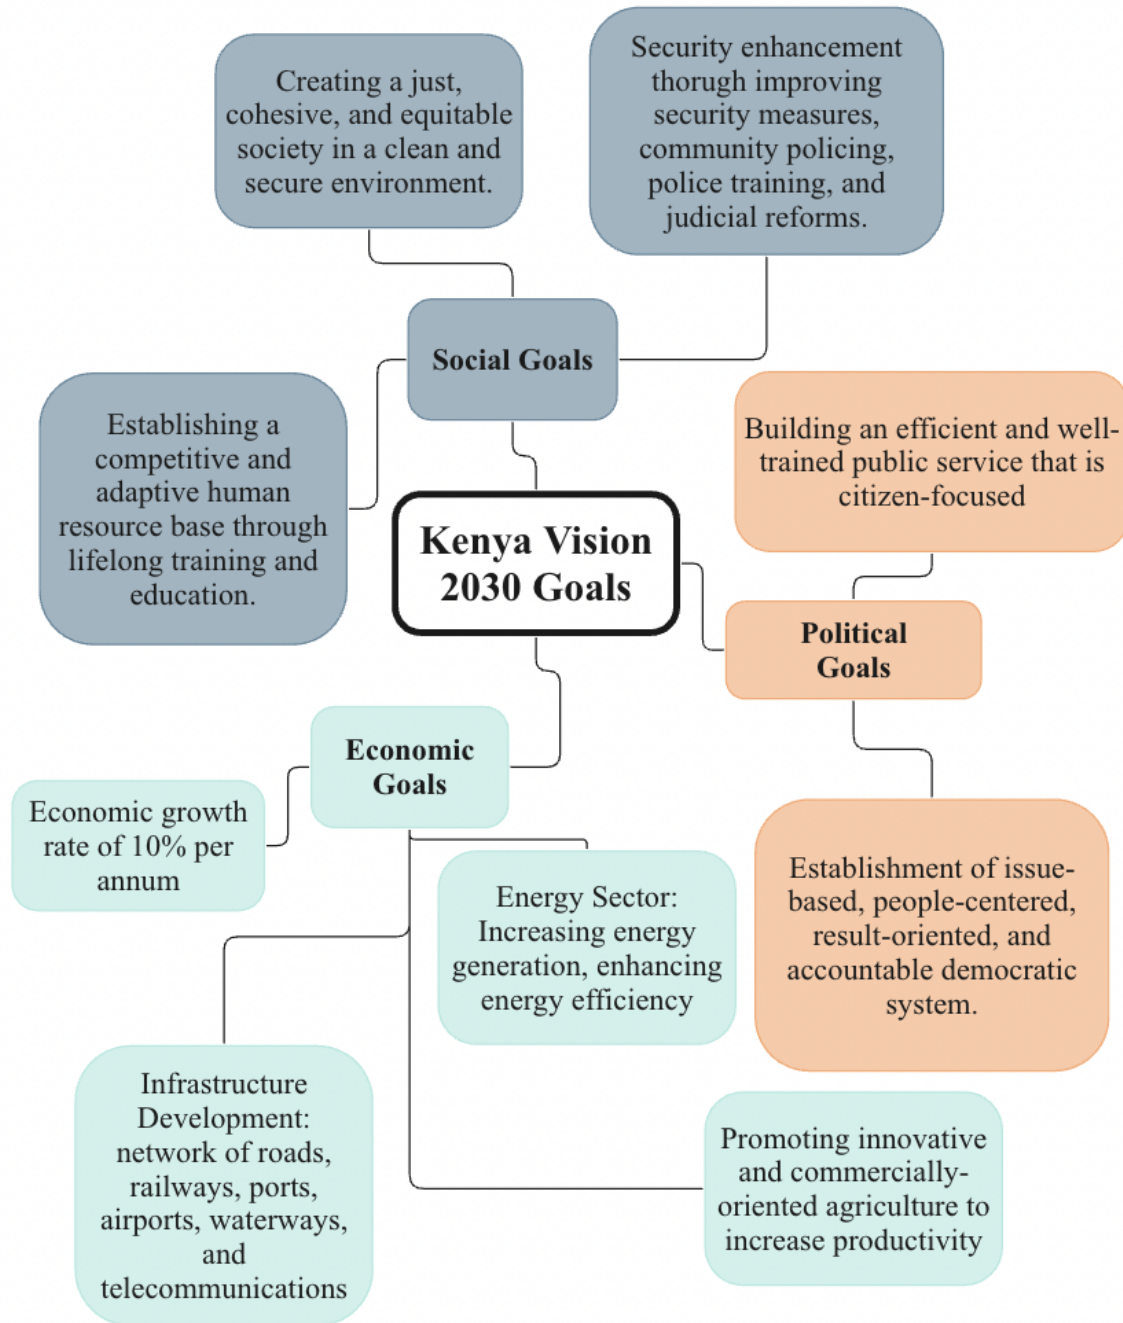 Creating a just,
cohesive, and equitable
society in a clean and
secure environment.
Security enhancement
thorugh improving
security measures,
community policing,
police training, and
judicial reforms.
Social Goals
Establishing a
competitive and
adaptive human
resource base through
lifelong training and
education.
Building an efficient and well-
trained public service that is
citizen-focused
Kenya Vision
2030 Goals
Political
Goals
Economic
Goals
Economic growth
rate of 10% per
annum
Energy Sector:
Increasing energy
generation, enhancing
energy efficiency
Establishment of issue-
based, people-centered,
result-oriented, and
accountable democratic
system.
Infrastructure
Development:
network of roads,
railways, ports,
airports, waterways,
and
telecommunications
Promoting innovative
and commercially-
oriented agriculture to
increase productivity